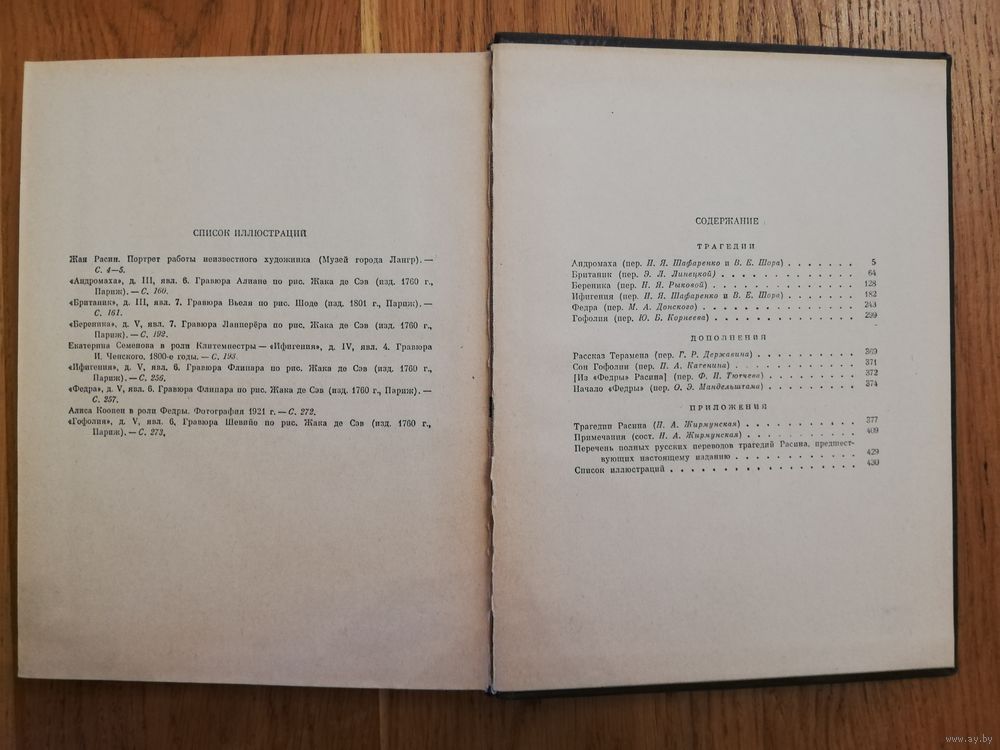 СПИСОК ИЛЛЮСТРАЦИЙ
Жан Расин. Портрет работы неизвестного художника (Музей города Лангр). —
С. 4—5.
«Андромаха», д. III, явл. 6. Гравюра Алиане по рис. Жака де Сэв (изд. 1760 г.,
Париж). — С. 160.
«Британик», д. III, явл. 7. Гравюра Вьеля по рис. Шоде (изд. 1801 г., Париж). —
С. 161.
«Береника», д. V, явл. 7. Гравюра Ланперёра по рис. Жака де Сэв (изд. 1760 г.,
Париж). — С. 192.
Екатерина Семенова в роли Клитемнестры — «Ифигения», д. IV, явл. 4. Гравюра
И. Ческого. 1800-е годы. — С. 193.
«Ифигения», д. V, явл. 6. Гравюра Флипара по рис. Жака де Сэв (изд. 1760 г.,
Париж). — С. 256.
«Федра», д. V, явл. 6. Гравюра Флипара по рис. Жака де Сэв (изд. 1760 г., Париж). —
С. 257.
Алиса Коонен в роли Федры. Фотография 1921 г. — С. 272.
«Гофолия», д. V, явл. 6, Гравюра Шевийо по рис. Жака де Сэв (изд. 1760 г.,
Париж). — С. 273.
СОДЕРЖАНИЕ
ТРАГЕДИИ
Андромаха (пер. И. Я. Шафаренко и В. Е. Шора) . . . . . . . 5
Британик (пер. Э. Л. Линецкой) . . . . . . . . . . . 64
Береника (пер. Н. Я. Рыковой) . . . . . . . . . . . 128
Ифигения (пер. И. Я. Шафаренко и В. Е. Шора) . . . . . . . 182
Федра (пер. М. А. Донского) . . . . . . . . . . . . 243
Гофолия (пер. Ю. Б. Корнеева) . . . . . . . . . . . 299
ДОПОЛНЕНИЯ
Рассказ Терамена (пер. Г. Р. Державина) . . . . . . . . . 369
Сон Гофолии (пер. П. А. Катенина) . . . . . . . . . . 371
[Из «Федры» Расина] (пер. Ф. И. Тютчева) . . . . . . . . . 372
Начало «Федры» (пер. О. Э. Мандельштама) . . . . . . . . . 374
ПРИЛОЖЕНИЯ
Трагедии Расина (Н. А. Жирмунская) . . . . . . . . . . 377
Примечания (сост. Н. А. Жирмунская) . . . . . . . . . . 409
Перечень полных русских переводов трагедий Расина, предшест-
вующих настоящему изданию . . . . . . . . . . . 429
Список иллюстраций . . . . . . . . . . . . . . . . . 430
www.ay.by